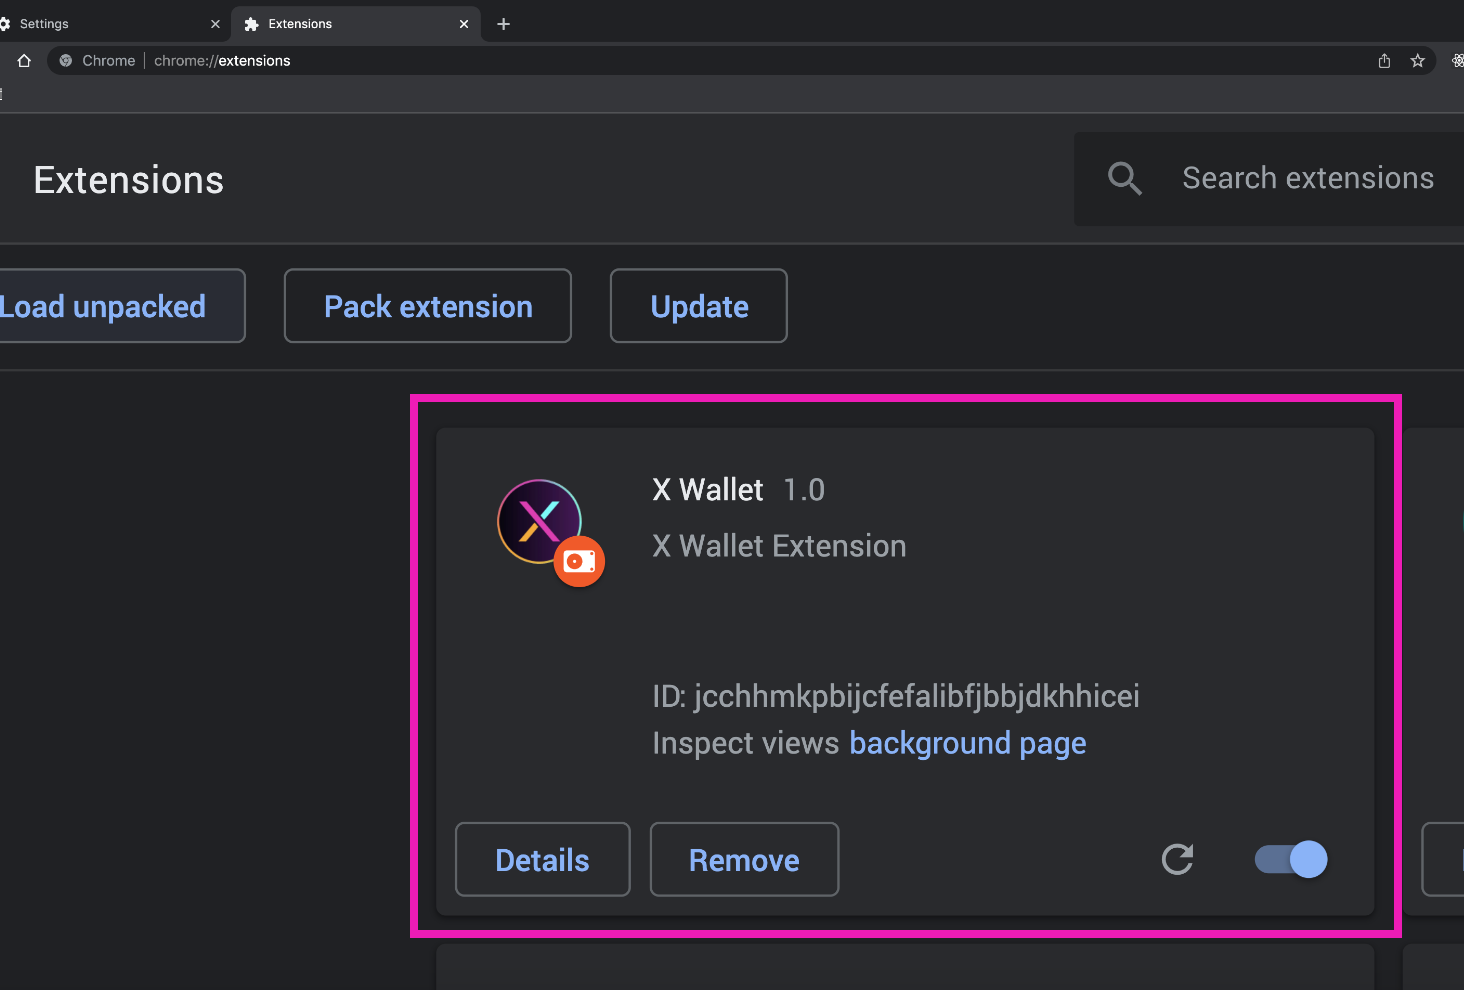 Settings
Extensions
Chrome
chrome://extensions
Extensions
Search extensions
Load unpacked
Pack extension
Update
X Wallet 1.0
X Wallet Extension
ID: jcchhmkpbijcfefalibfjbbjdkhhicei
Inspect views background page
Details
Remove